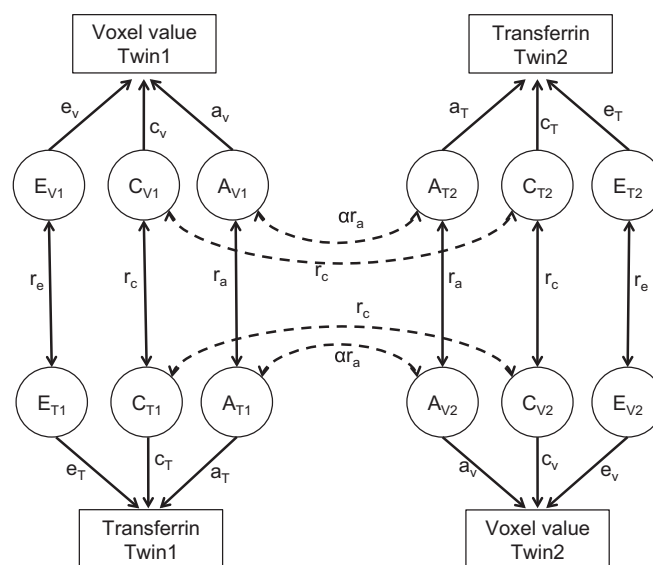 Voxel value
Twin1
Transferrin
Twin2
e_v
c_v
a_v
a_T
c_T
e_T
E_V1
C_V1
A_V1
A_T2
C_T2
E_T2
αr_a
r_c
r_e
r_c
r_a
r_a
r_c
r_e
r_c
αr_a
E_T1
C_T1
A_T1
A_V2
C_V2
E_V2
e_T
c_T
a_T
a_v
c_v
e_v
Transferrin
Twin1
Voxel value
Twin2